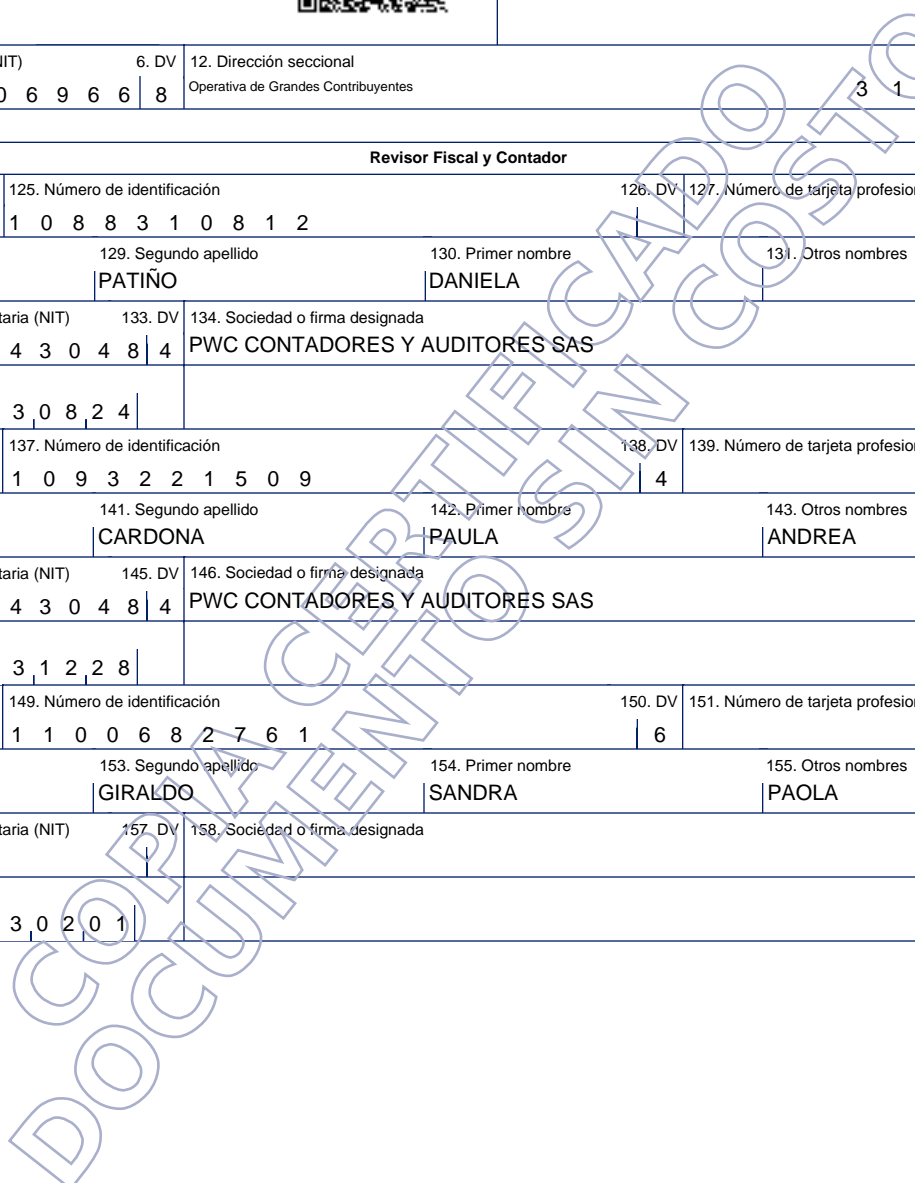 NIT) 6. DV 12. Dirección seccional
0 6 9 6 6 8 Operativa de Grandes Contribuyentes 3 1
Revisor Fiscal y Contador
125. Número de identificación 126. DV 127. Número de tarjeta profesion
1 0 8 8 3 1 0 8 1 2
129. Segundo apellido 130. Primer nombre 131. Otros nombres
PATIÑO DANIELA
taria (NIT) 133. DV 134. Sociedad o firma designada
4 3 0 4 8 4 PWC CONTADORES Y AUDITORES SAS
3 0 8 2 4
137. Número de identificación 138. DV 139. Número de tarjeta profesion
1 0 9 3 2 2 1 5 0 9 4
141. Segundo apellido 142. Primer nombre 143. Otros nombres
CARDONA PAULA ANDREA
taria (NIT) 145. DV 146. Sociedad o firma designada
4 3 0 4 8 4 PWC CONTADORES Y AUDITORES SAS
3 1 2 2 8
149. Número de identificación 150. DV 151. Número de tarjeta profesion
1 1 0 0 6 8 2 7 6 1 6
153. Segundo apellido 154. Primer nombre 155. Otros nombres
GIRALDO SANDRA PAOLA
taria (NIT) 157. DV 158. Sociedad o firma designada
3 0 2 0 1
COPIA CERTIFICADO
DOCUMENTO SIN COSTO